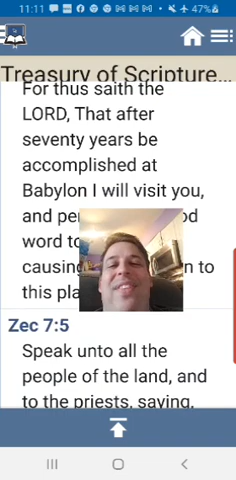 11:11
47%
Treasury of Scripture...
For thus saith the
LORD, That after
seventy years be
accomplished at
Babylon I will visit you,
and per od
word to
causing n to
this pla
Zec 7:5
Speak unto all the
people of the land, and
to the priests, saying,